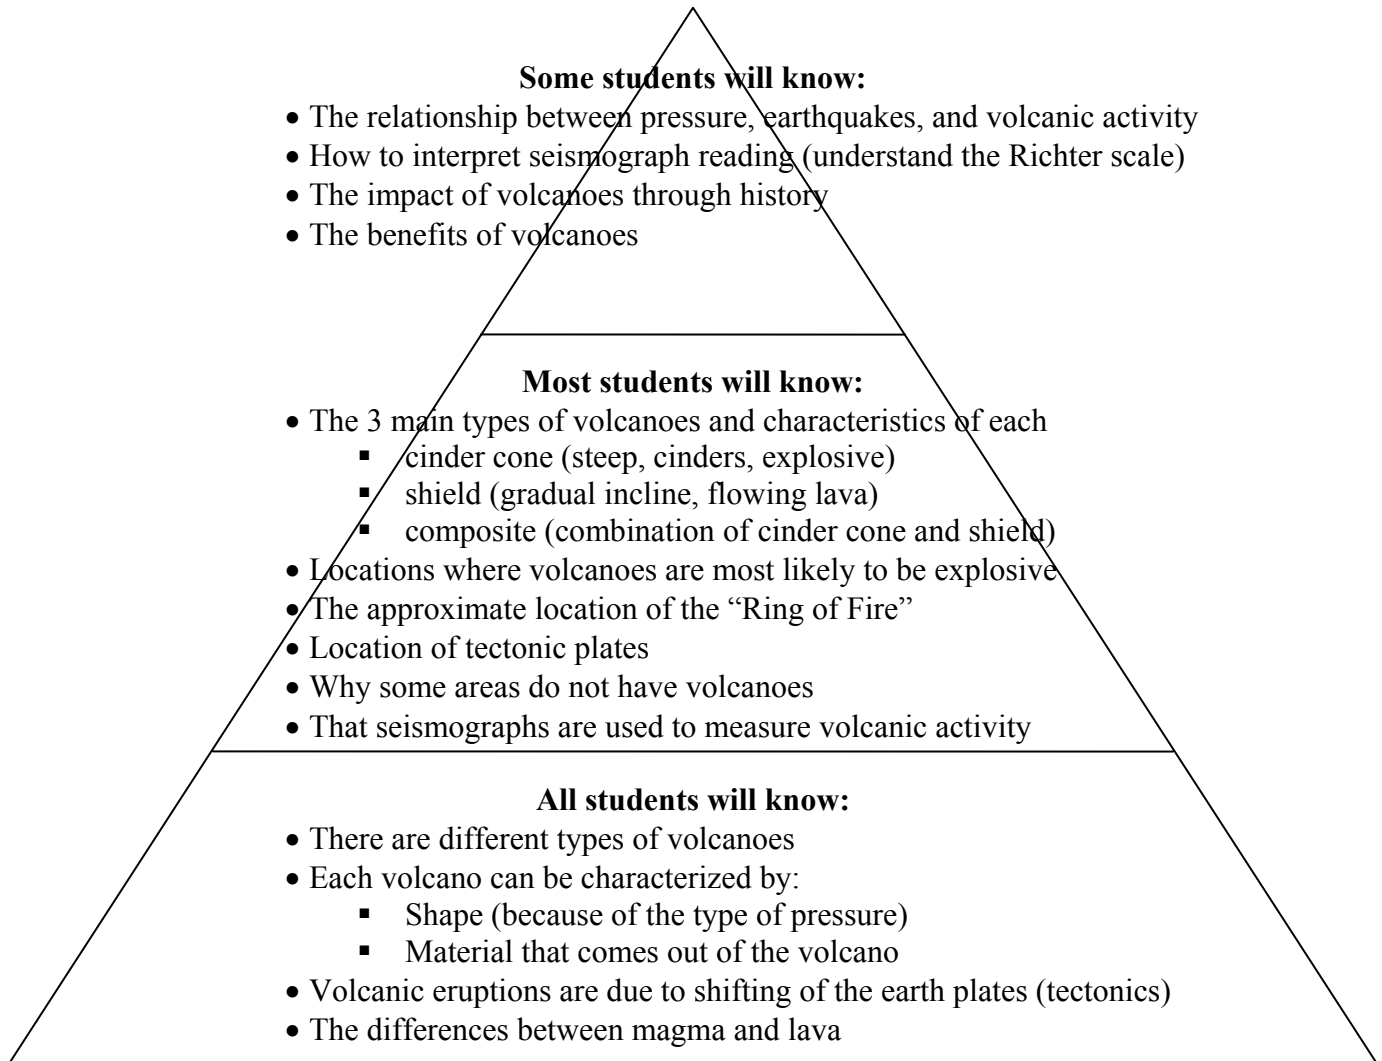 Some students will know:
• The relationship between pressure, earthquakes, and volcanic activity
• How to interpret seismograph reading (understand the Richter scale)
• The impact of volcanoes through history
• The benefits of volcanoes
Most students will know:
• The 3 main types of volcanoes and characteristics of each
▪ cinder cone (steep, cinders, explosive)
▪ shield (gradual incline, flowing lava)
▪ composite (combination of cinder cone and shield)
• Locations where volcanoes are most likely to be explosive
• The approximate location of the “Ring of Fire”
• Location of tectonic plates
• Why some areas do not have volcanoes
• That seismographs are used to measure volcanic activity
All students will know:
• There are different types of volcanoes
• Each volcano can be characterized by:
▪ Shape (because of the type of pressure)
▪ Material that comes out of the volcano
• Volcanic eruptions are due to shifting of the earth plates (tectonics)
• The differences between magma and lava